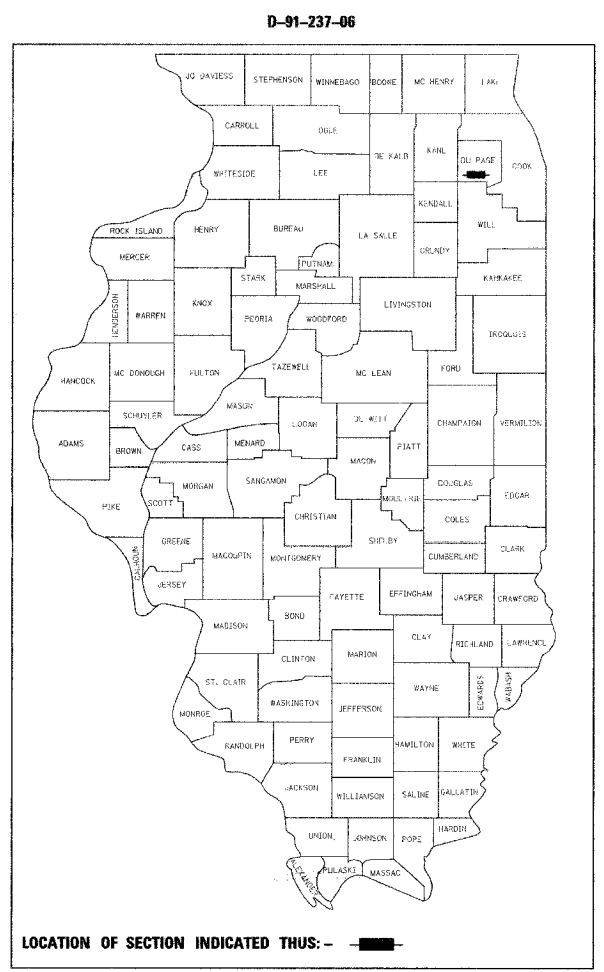 D-91-237-06
JO DAVIESS STEPHENSON WINNEBAGO BOONE MC HENRY LAKE
CARROLL OGLE DE KALB KANE DU PAGE COOK
WHITESIDE LEE
KENDALL
ROCK ISLAND HENRY BUREAU LA SALLE GRUNDY WILL
MERCER PUTNAM
STARK MARSHALL KANKAKEE
HENDERSON WARREN KNOX PEORIA WOODFORD LIVINGSTON
IROQUOIS
HANCOCK MC DONOUGH FULTON TAZEWELL MC LEAN FORD
MASON
SCHUYLER LOGAN DE WITT CHAMPAIGN VERMILION
ADAMS BROWN CASS MENARD PIATT
MACON
MORGAN SANGAMON DOUGLAS
PIKE SCOTT MOULTRIE EDGAR
CHRISTIAN COLES
GREENE SHELBY
CALHOUN MACOUPIN MONTGOMERY CUMBERLAND CLARK
JERSEY
FAYETTE EFFINGHAM JASPER CRAWFORD
MADISON BOND
CLAY RICHLAND LAWRENCE
CLINTON MARION
ST. CLAIR WAYNE EDWARDS WABASH
WASHINGTON JEFFERSON
MONROE
RANDOLPH PERRY HAMILTON WHITE
FRANKLIN
JACKSON WILLIAMSON SALINE GALLATIN
UNION JOHNSON POPE HARDIN
ALEXANDER PULASKI MASSAC
LOCATION OF SECTION INDICATED THUS: -